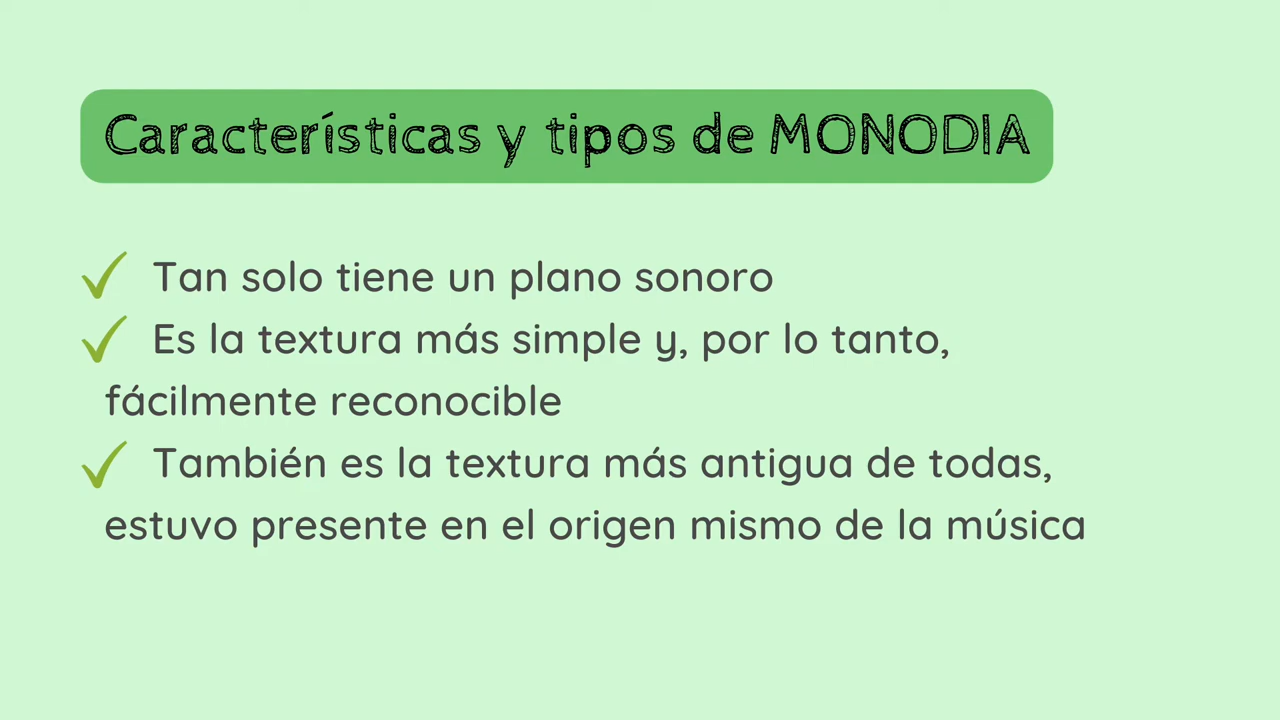 Características y tipos de MONODIA
✓ Tan solo tiene un plano sonoro
✓ Es la textura más simple y, por lo tanto,
fácilmente reconocible
✓ También es la textura más antigua de todas,
estuvo presente en el origen mismo de la música